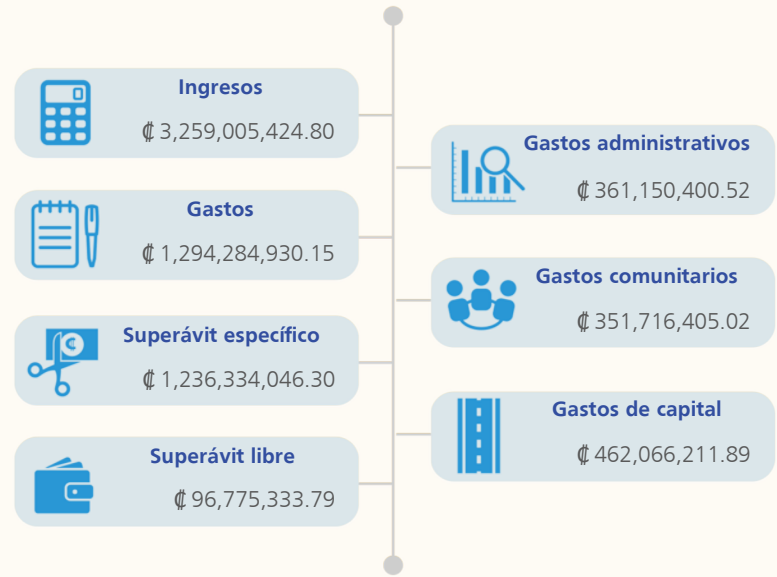 Ingresos
₡ 3,259,005,424.80
Gastos
₡ 1,294,284,930.15
Superávit específico
₡ 1,236,334,046.30
Superávit libre
₡ 96,775,333.79
Gastos administrativos
₡ 361,150,400.52
Gastos comunitarios
₡ 351,716,405.02
Gastos de capital
₡ 462,066,211.89